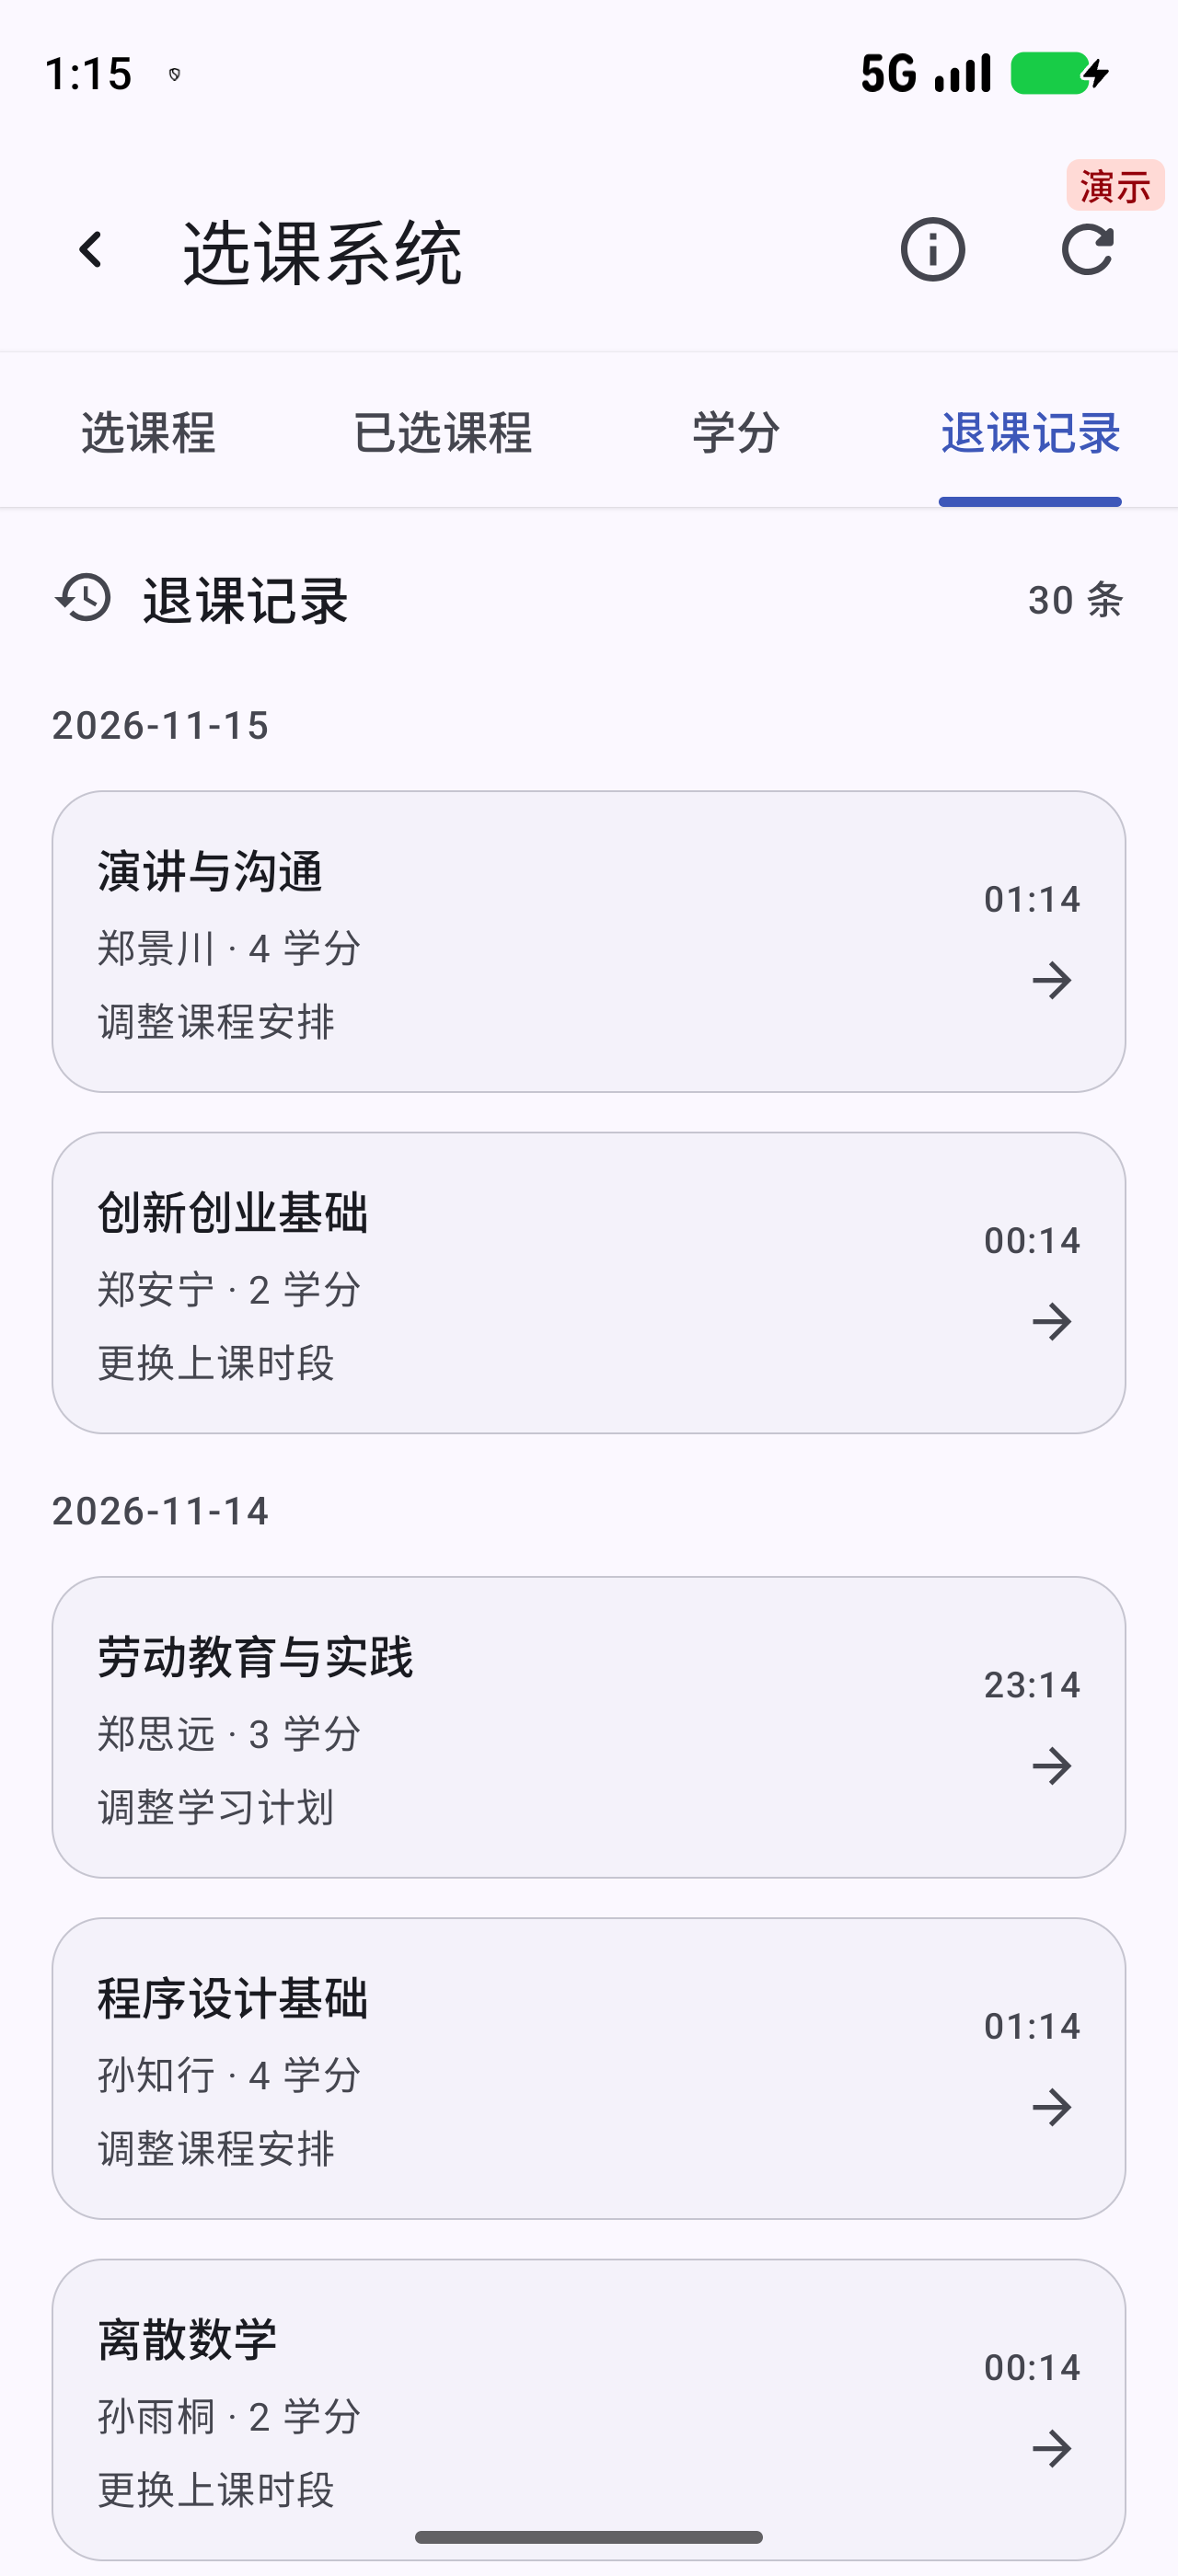 1:15
5G
演示
选课系统
选课程 已选课程 学分 退课记录
退课记录 30 条
2026-11-15
演讲与沟通
01:14
郑景川 · 4 学分
调整课程安排
创新创业基础
00:14
郑安宁 · 2 学分
更换上课时段
2026-11-14
劳动教育与实践
23:14
郑思远 · 3 学分
调整学习计划
程序设计基础
01:14
孙知行 · 4 学分
调整课程安排
离散数学
00:14
孙雨桐 · 2 学分
更换上课时段